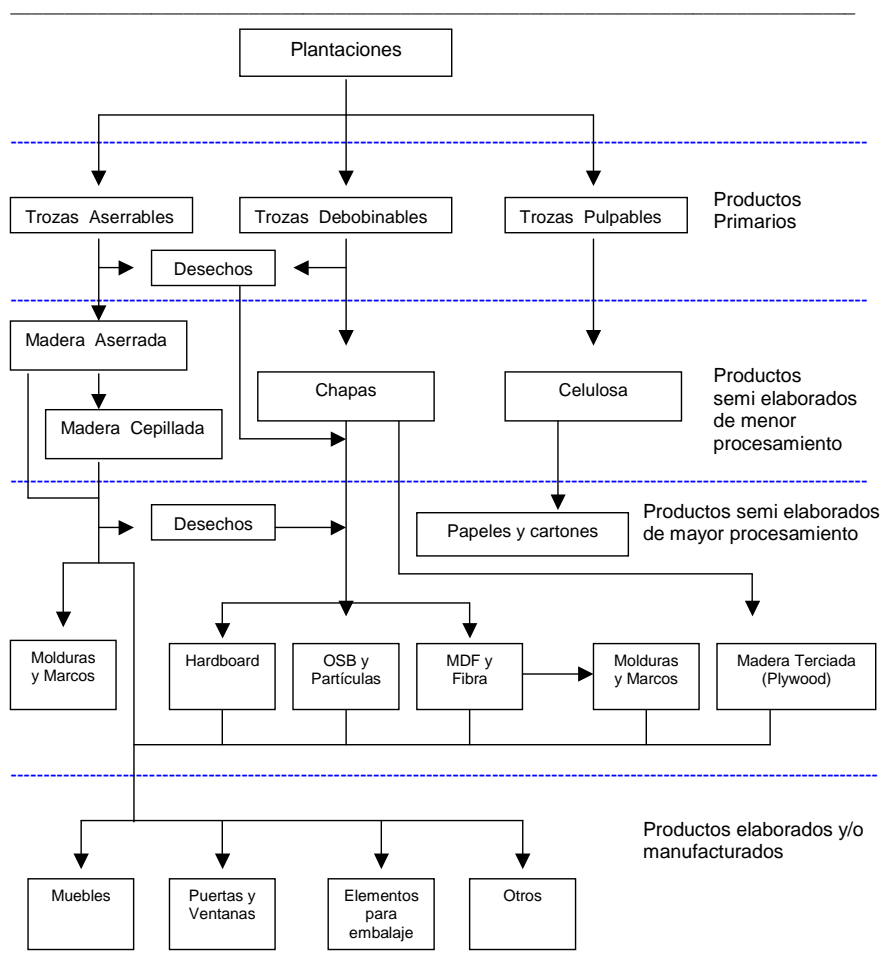 Plantaciones
Trozas Aserrables
Trozas Debobinables
Trozas Pulpables
Productos
Primarios
Desechos
Madera Aserrada
Chapas
Celulosa
Productos
semi elaborados
de menor
procesamiento
Madera Cepillada
Desechos
Papeles y cartones
Productos semi elaborados
de mayor procesamiento
Molduras
y Marcos
Hardboard
OSB y
Partículas
MDF y
Fibra
Molduras
y Marcos
Madera Terciada
(Plywood)
Productos elaborados y/o
manufacturados
Muebles
Puertas y
Ventanas
Elementos
para
embalaje
Otros